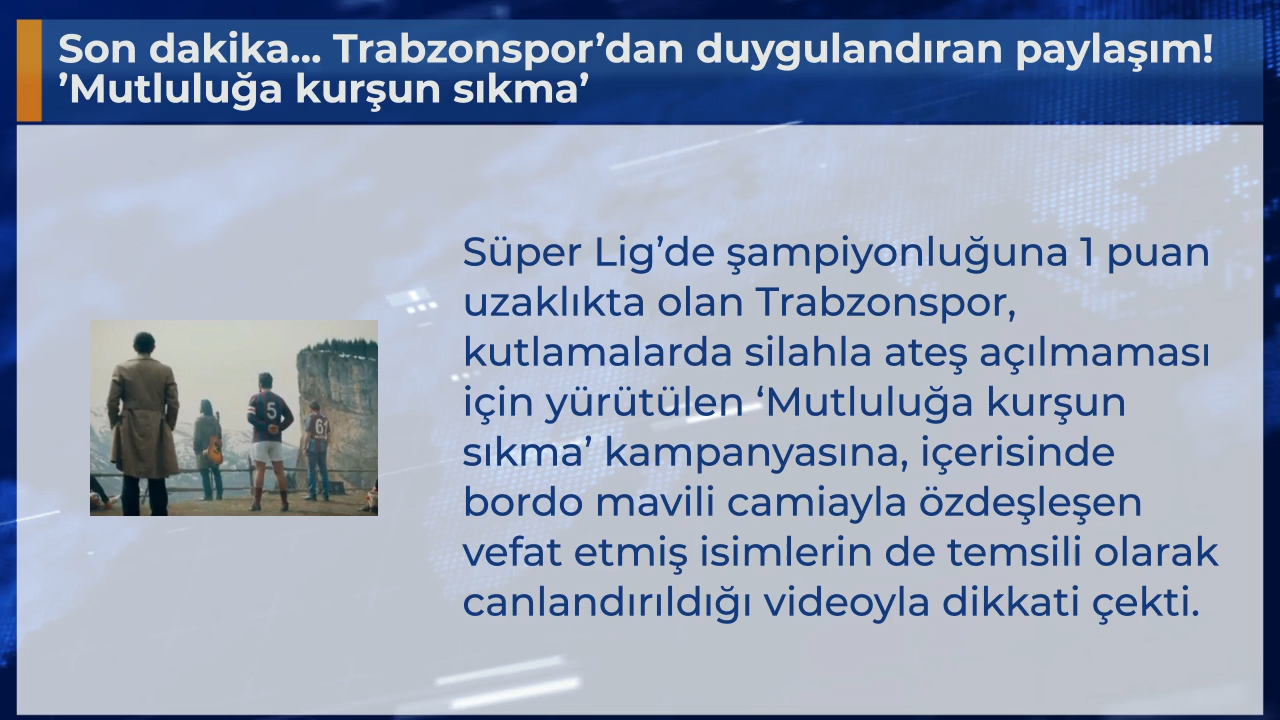 Son dakika... Trabzonspor’dan duygulandıran paylaşım!
’Mutluluğa kurşun sıkma’
Süper Lig’de şampiyonluğuna 1 puan
uzaklıkta olan Trabzonspor,
kutlamalarda silahla ateş açılmaması
için yürütülen ‘Mutluluğa kurşun
sıkma’ kampanyasına, içerisinde
bordo mavili camiayla özdeşleşen
vefat etmiş isimlerin de temsili olarak
canlandırıldığı videoyla dikkati çekti.
5
61